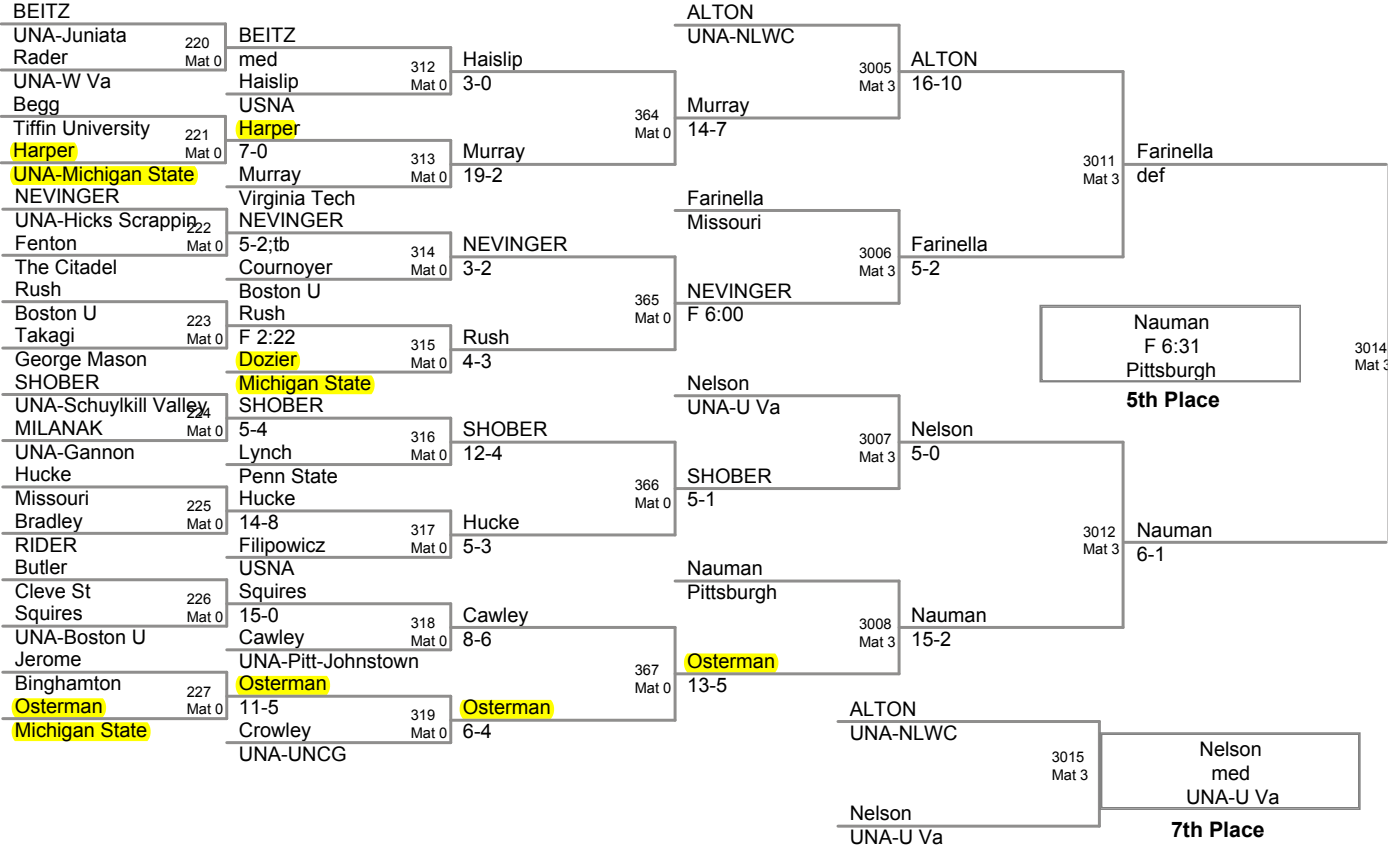 BEITZ
UNA-Juniata
220
Rader
Mat 0
UNA-W Va
Begg
Tiffin University
221
Harper
Mat 0
UNA-Michigan State
NEVINGER
UNA-Hicks Scrappin
222
Fenton
Mat 0
The Citadel
Rush
Boston U
223
Takagi
Mat 0
George Mason
SHOBER
UNA-Schuylkill Valley
224
MILANAK
Mat 0
UNA-Gannon
Hucke
Missouri
225
Bradley
Mat 0
RIDER
Butler
Cleve St
226
Squires
Mat 0
UNA-Boston U
Jerome
Binghamton
227
Osterman
Mat 0
Michigan State
BEITZ
med
312
Haislip
Mat 0
USNA
Harper
7-0
313
Murray
Mat 0
Virginia Tech
NEVINGER
5-2;tb
314
Cournoyer
Mat 0
Boston U
Rush
F 2:22
315
Dozier
Mat 0
Michigan State
SHOBER
5-4
316
Lynch
Mat 0
Penn State
Hucke
14-8
317
Filipowicz
Mat 0
USNA
Squires
15-0
318
Cawley
Mat 0
UNA-Pitt-Johnstown
Osterman
11-5
319
Crowley
Mat 0
UNA-UNCG
Haislip
3-0
364
Mat 0
Murray
19-2
NEVINGER
3-2
365
Mat 0
Rush
4-3
SHOBER
12-4
366
Mat 0
Hucke
5-3
Cawley
8-6
367
Mat 0
Osterman
6-4
ALTON
UNA-NLWC
3005
Mat 3
Murray
14-7
Farinella
Missouri
3006
Mat 3
NEVINGER
F 6:00
Nelson
UNA-U Va
3007
Mat 3
SHOBER
5-1
Nauman
Pittsburgh
3008
Mat 3
Osterman
13-5
ALTON
16-10
3011
Mat 3
Farinella
5-2
Nelson
5-0
3012
Mat 3
Nauman
15-2
Farinella
def
3014
Mat 3
Nauman
6-1
Nauman
F 6:31
Pittsburgh
5th Place
ALTON
UNA-NLWC
3015
Mat 3
Nelson
UNA-U Va
Nelson
med
UNA-U Va
7th Place